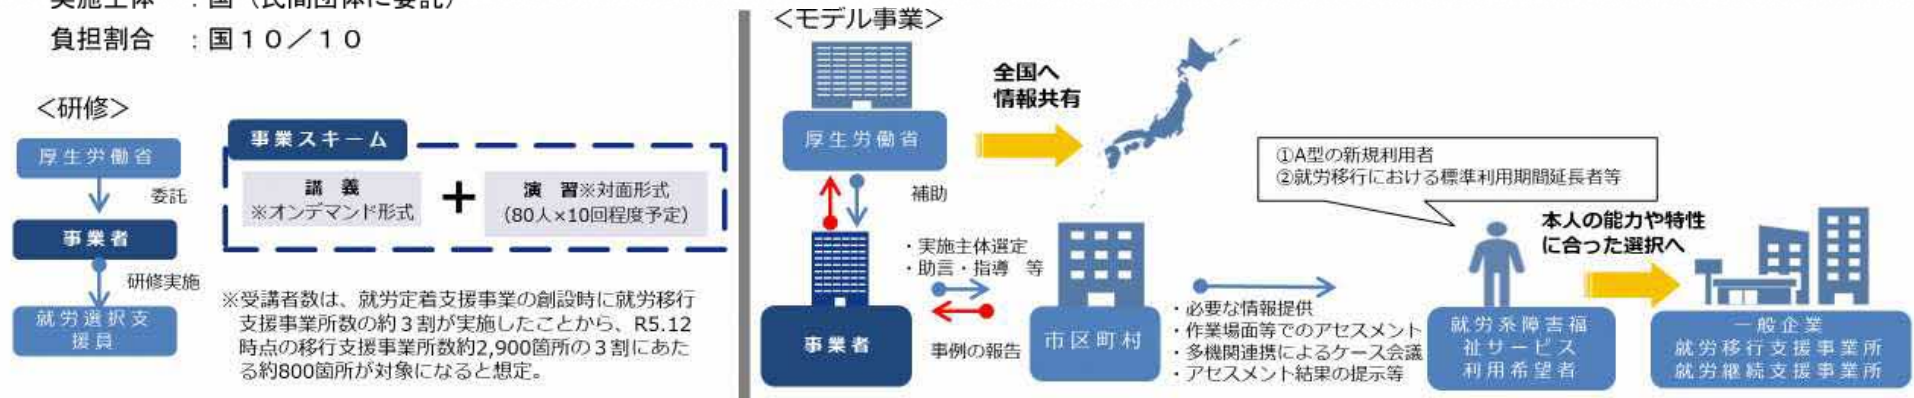 実施主体　：国（民間団体に委託）
負担割合　：国１０／１０
＜研修＞
厚生労働省
委託
事業者
研修実施
就労選択支
援員
事業スキーム
講　義
※オンデマンド形式
＋
演　習※対面形式
（80人×10回程度予定）
※受講者数は、就労定着支援事業の創設時に就労移行
支援事業所数の約３割が実施したことから、R5.12
時点の移行支援事業所数約2,900箇所の３割にあた
る約800箇所が対象になると想定。
＜モデル事業＞
厚生労働省
全国へ
情報共有
補助
事業者
・実施主体選定
・助言・指導　等
事例の報告
市区町村
・必要な情報提供
・作業場面等でのアセスメント
・多機関連携によるケース会議
・アセスメント結果の提示等
①A型の新規利用者
②就労移行における標準利用期間延長者等
就労系障害福
祉サービス
利用希望者
本人の能力や特性
に合った選択へ
一般企業
就労移行支援事業所
就労継続支援事業所